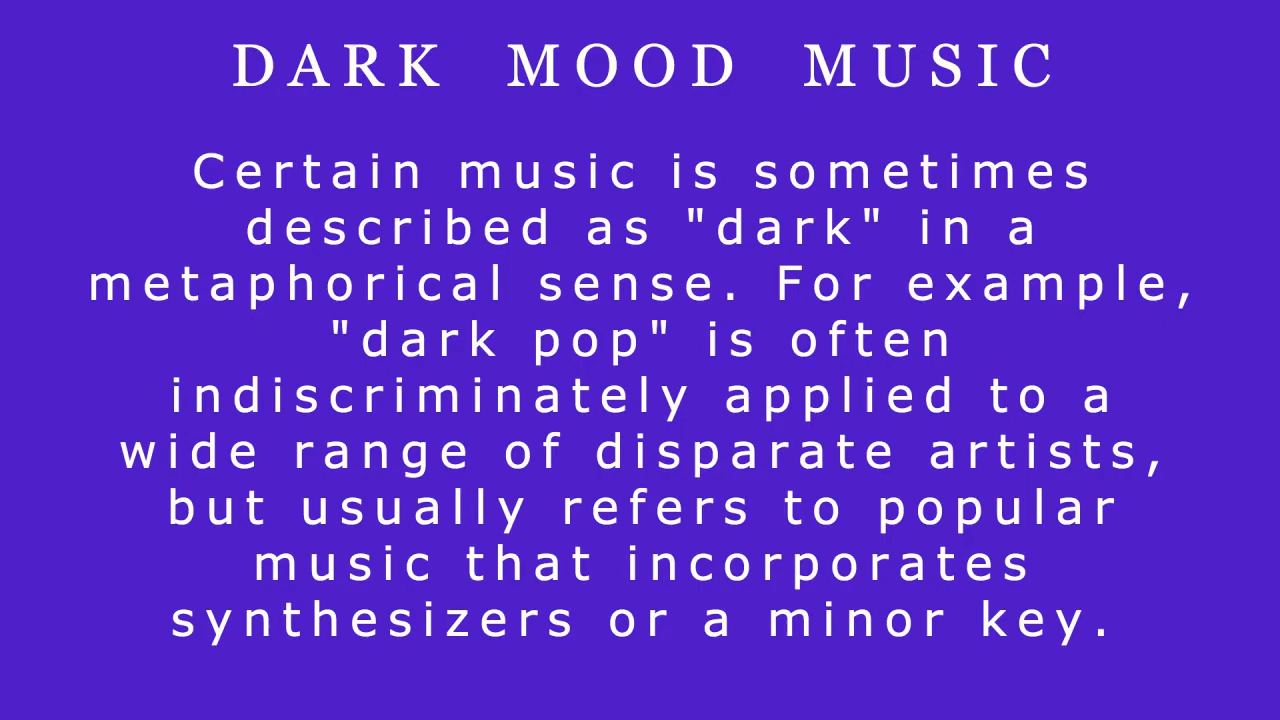 DARK MOOD MUSIC
Certain music is sometimes
described as "dark" in a
metaphorical sense. For example,
"dark pop" is often
indiscriminately applied to a
wide range of disparate artists,
but usually refers to popular
music that incorporates
synthesizers or a minor key.